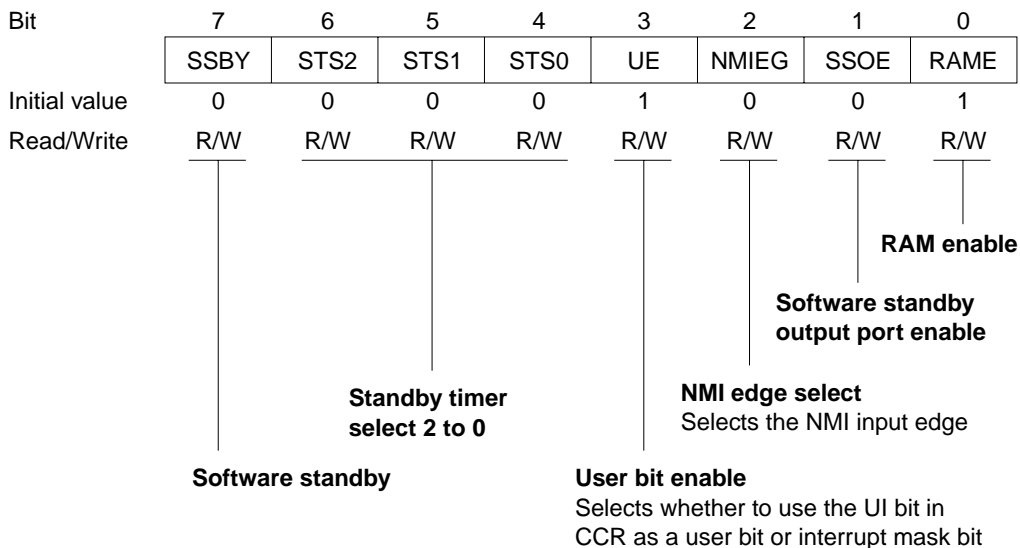 Bit 7 6 5 4 3 2 1 0
SSBY STS2 STS1 STS0 UE NMIEG SSOE RAME
Initial value 0 0 0 0 1 0 0 1
Read/Write R/W R/W R/W R/W R/W R/W R/W R/W
RAM enable
Software standby
output port enable
NMI edge select
Selects the NMI input edge
Standby timer
select 2 to 0
Software standby
User bit enable
Selects whether to use the UI bit in
CCR as a user bit or interrupt mask bit